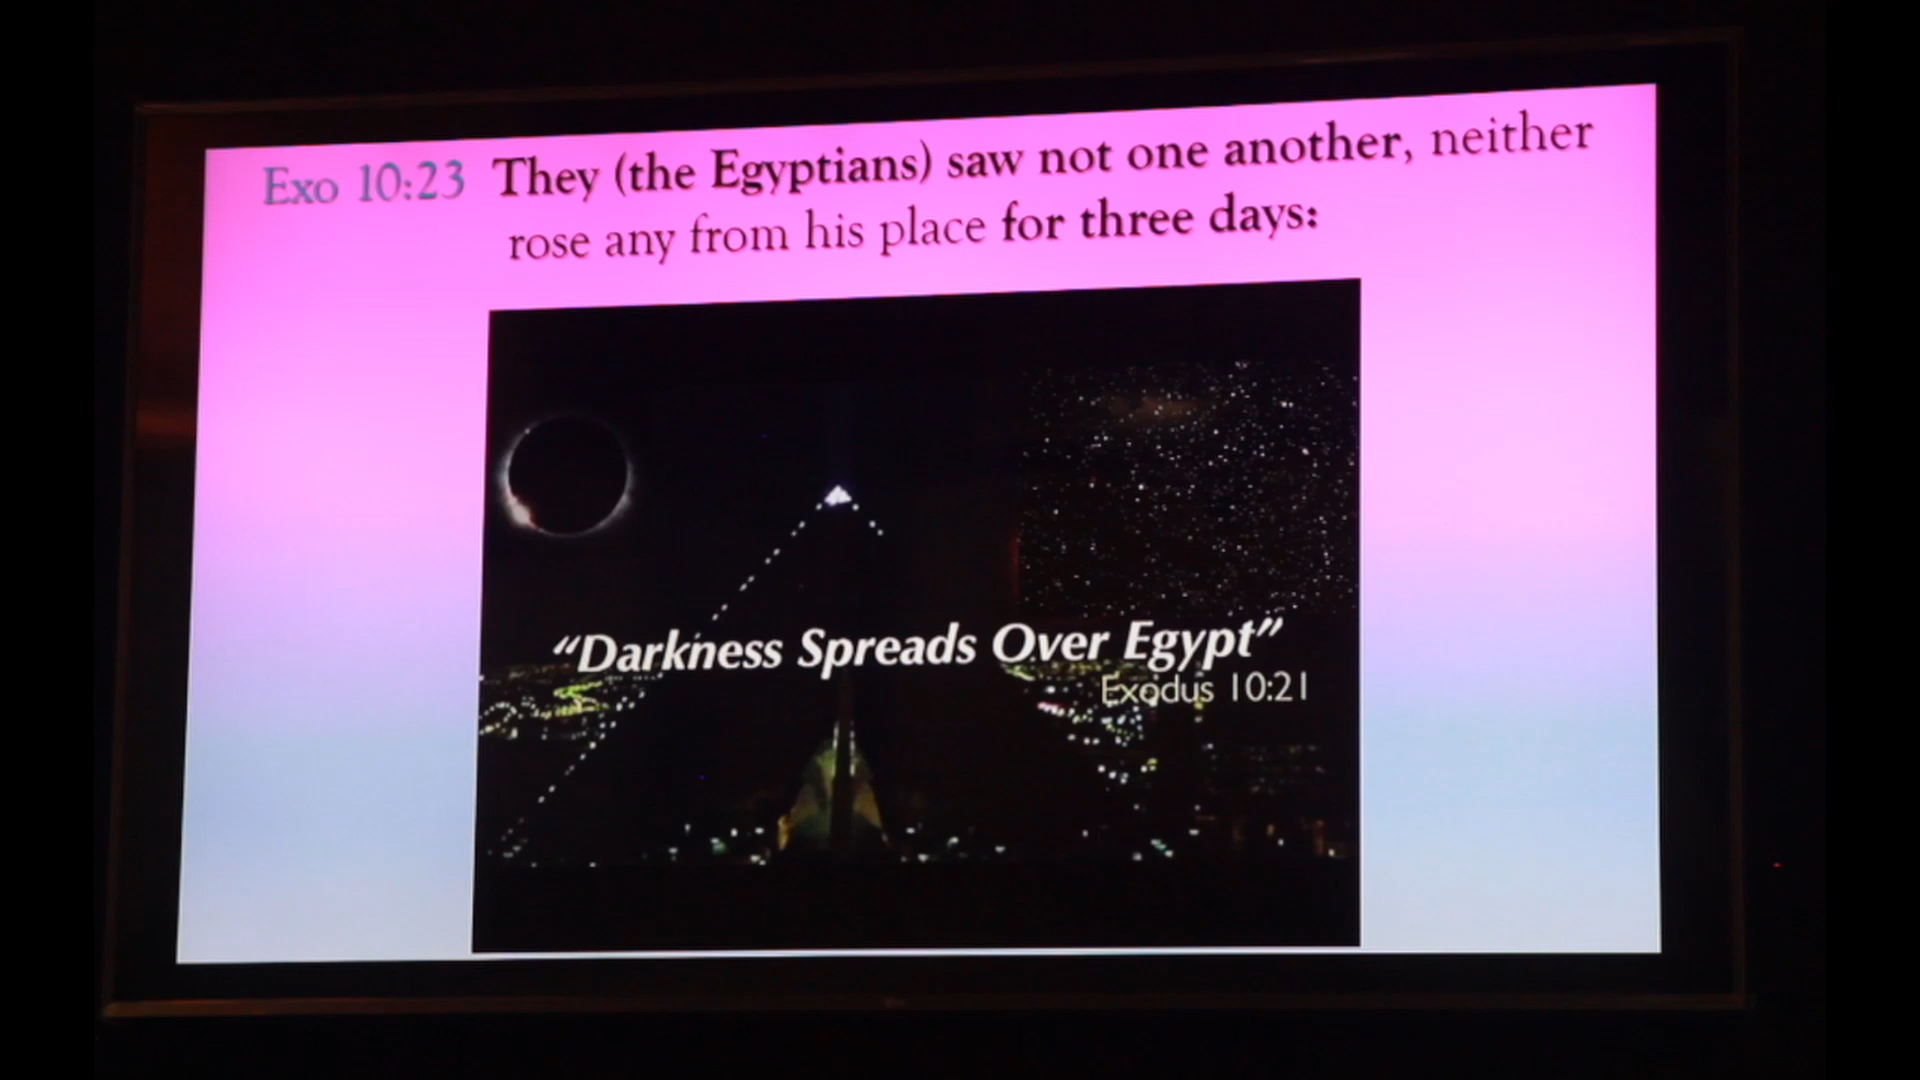 Exo 10:23 They (the Egyptians) saw not one another, neither
rose any from his place for three days:
“Darkness Spreads Over Egypt”
Exodus 10:21